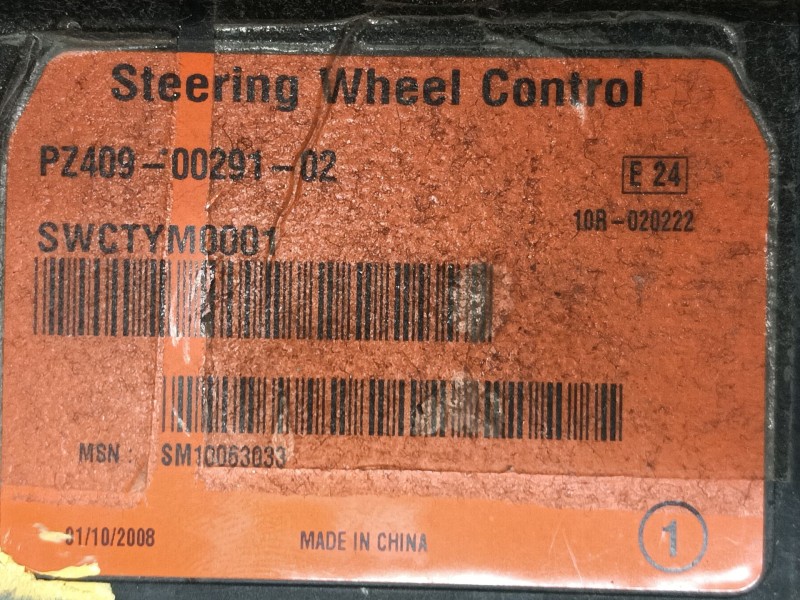 Steering Wheel Control
PZ409-00291-02
E 24
10R-020222
SWCTYM0001
MSN : SM10053033
01/10/2008
MADE IN CHINA
1